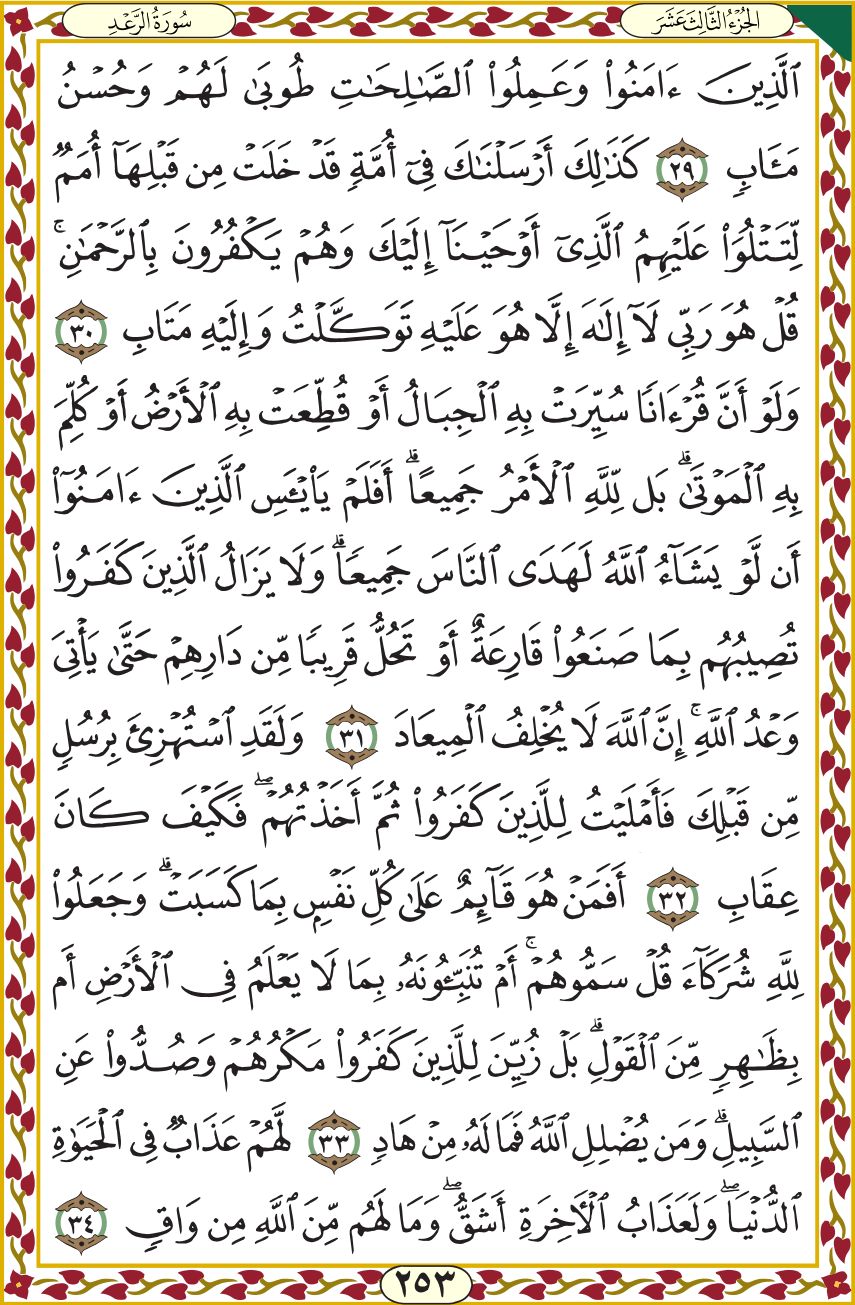 سُورَةُ الرَّعْدِ
الجُزْءُ الثَّالِثَ عَشَرَ
ٱلَّذِينَ ءَامَنُواْ وَعَمِلُواْ ٱلصَّٰلِحَٰتِ طُوبَىٰ لَهُمۡ وَحُسۡنُ
مَـَٔابٖ ٢٩ كَذَٰلِكَ أَرۡسَلۡنَٰكَ فِيٓ أُمَّةٖ قَدۡ خَلَتۡ مِن قَبۡلِهَآ أُمَمٞ
لِّتَتۡلُوَاْ عَلَيۡهِمُ ٱلَّذِيٓ أَوۡحَيۡنَآ إِلَيۡكَ وَهُمۡ يَكۡفُرُونَ بِٱلرَّحۡمَٰنِۚ
قُلۡ هُوَ رَبِّي لَآ إِلَٰهَ إِلَّا هُوَ عَلَيۡهِ تَوَكَّلۡتُ وَإِلَيۡهِ مَتَابِ ٣٠
وَلَوۡ أَنَّ قُرۡءَانٗا سُيِّرَتۡ بِهِ ٱلۡجِبَالُ أَوۡ قُطِّعَتۡ بِهِ ٱلۡأَرۡضُ أَوۡ كُلِّمَ
بِهِ ٱلۡمَوۡتَىٰۗ بَل لِّلَّهِ ٱلۡأَمۡرُ جَمِيعًاۗ أَفَلَمۡ يَاْيۡـَٔسِ ٱلَّذِينَ ءَامَنُوٓاْ
أَن لَّوۡ يَشَآءُ ٱللَّهُ لَهَدَى ٱلنَّاسَ جَمِيعٗاۗ وَلَا يَزَالُ ٱلَّذِينَ كَفَرُواْ
تُصِيبُهُم بِمَا صَنَعُواْ قَارِعَةٌ أَوۡ تَحُلُّ قَرِيبٗا مِّن دَارِهِمۡ حَتَّىٰ يَأۡتِيَ
وَعۡدُ ٱللَّهِۚ إِنَّ ٱللَّهَ لَا يُخۡلِفُ ٱلۡمِيعَادَ ٣١ وَلَقَدِ ٱسۡتُهۡزِئَ بِرُسُلٖ
مِّن قَبۡلِكَ فَأَمۡلَيۡتُ لِلَّذِينَ كَفَرُواْ ثُمَّ أَخَذۡتُهُمۡۖ فَكَيۡفَ كَانَ
عِقَابِ ٣٢ أَفَمَنۡ هُوَ قَآئِمٌ عَلَىٰ كُلِّ نَفۡسِۭ بِمَا كَسَبَتۡۗ وَجَعَلُواْ
لِلَّهِ شُرَكَآءَ قُلۡ سَمُّوهُمۡۚ أَمۡ تُنَبِّـُٔونَهُۥ بِمَا لَا يَعۡلَمُ فِي ٱلۡأَرۡضِ أَم
بِظَٰهِرٖ مِّنَ ٱلۡقَوۡلِۗ بَلۡ زُيِّنَ لِلَّذِينَ كَفَرُواْ مَكۡرُهُمۡ وَصُدُّواْ عَنِ
ٱلسَّبِيلِۗ وَمَن يُضۡلِلِ ٱللَّهُ فَمَا لَهُۥ مِنۡ هَادٖ ٣٣ لَّهُمۡ عَذَابٞ فِي ٱلۡحَيَوٰةِ
ٱلدُّنۡيَاۖ وَلَعَذَابُ ٱلۡأٓخِرَةِ أَشَقُّۖ وَمَا لَهُم مِّنَ ٱللَّهِ مِن وَاقٖ ٣٤
٢٥٣